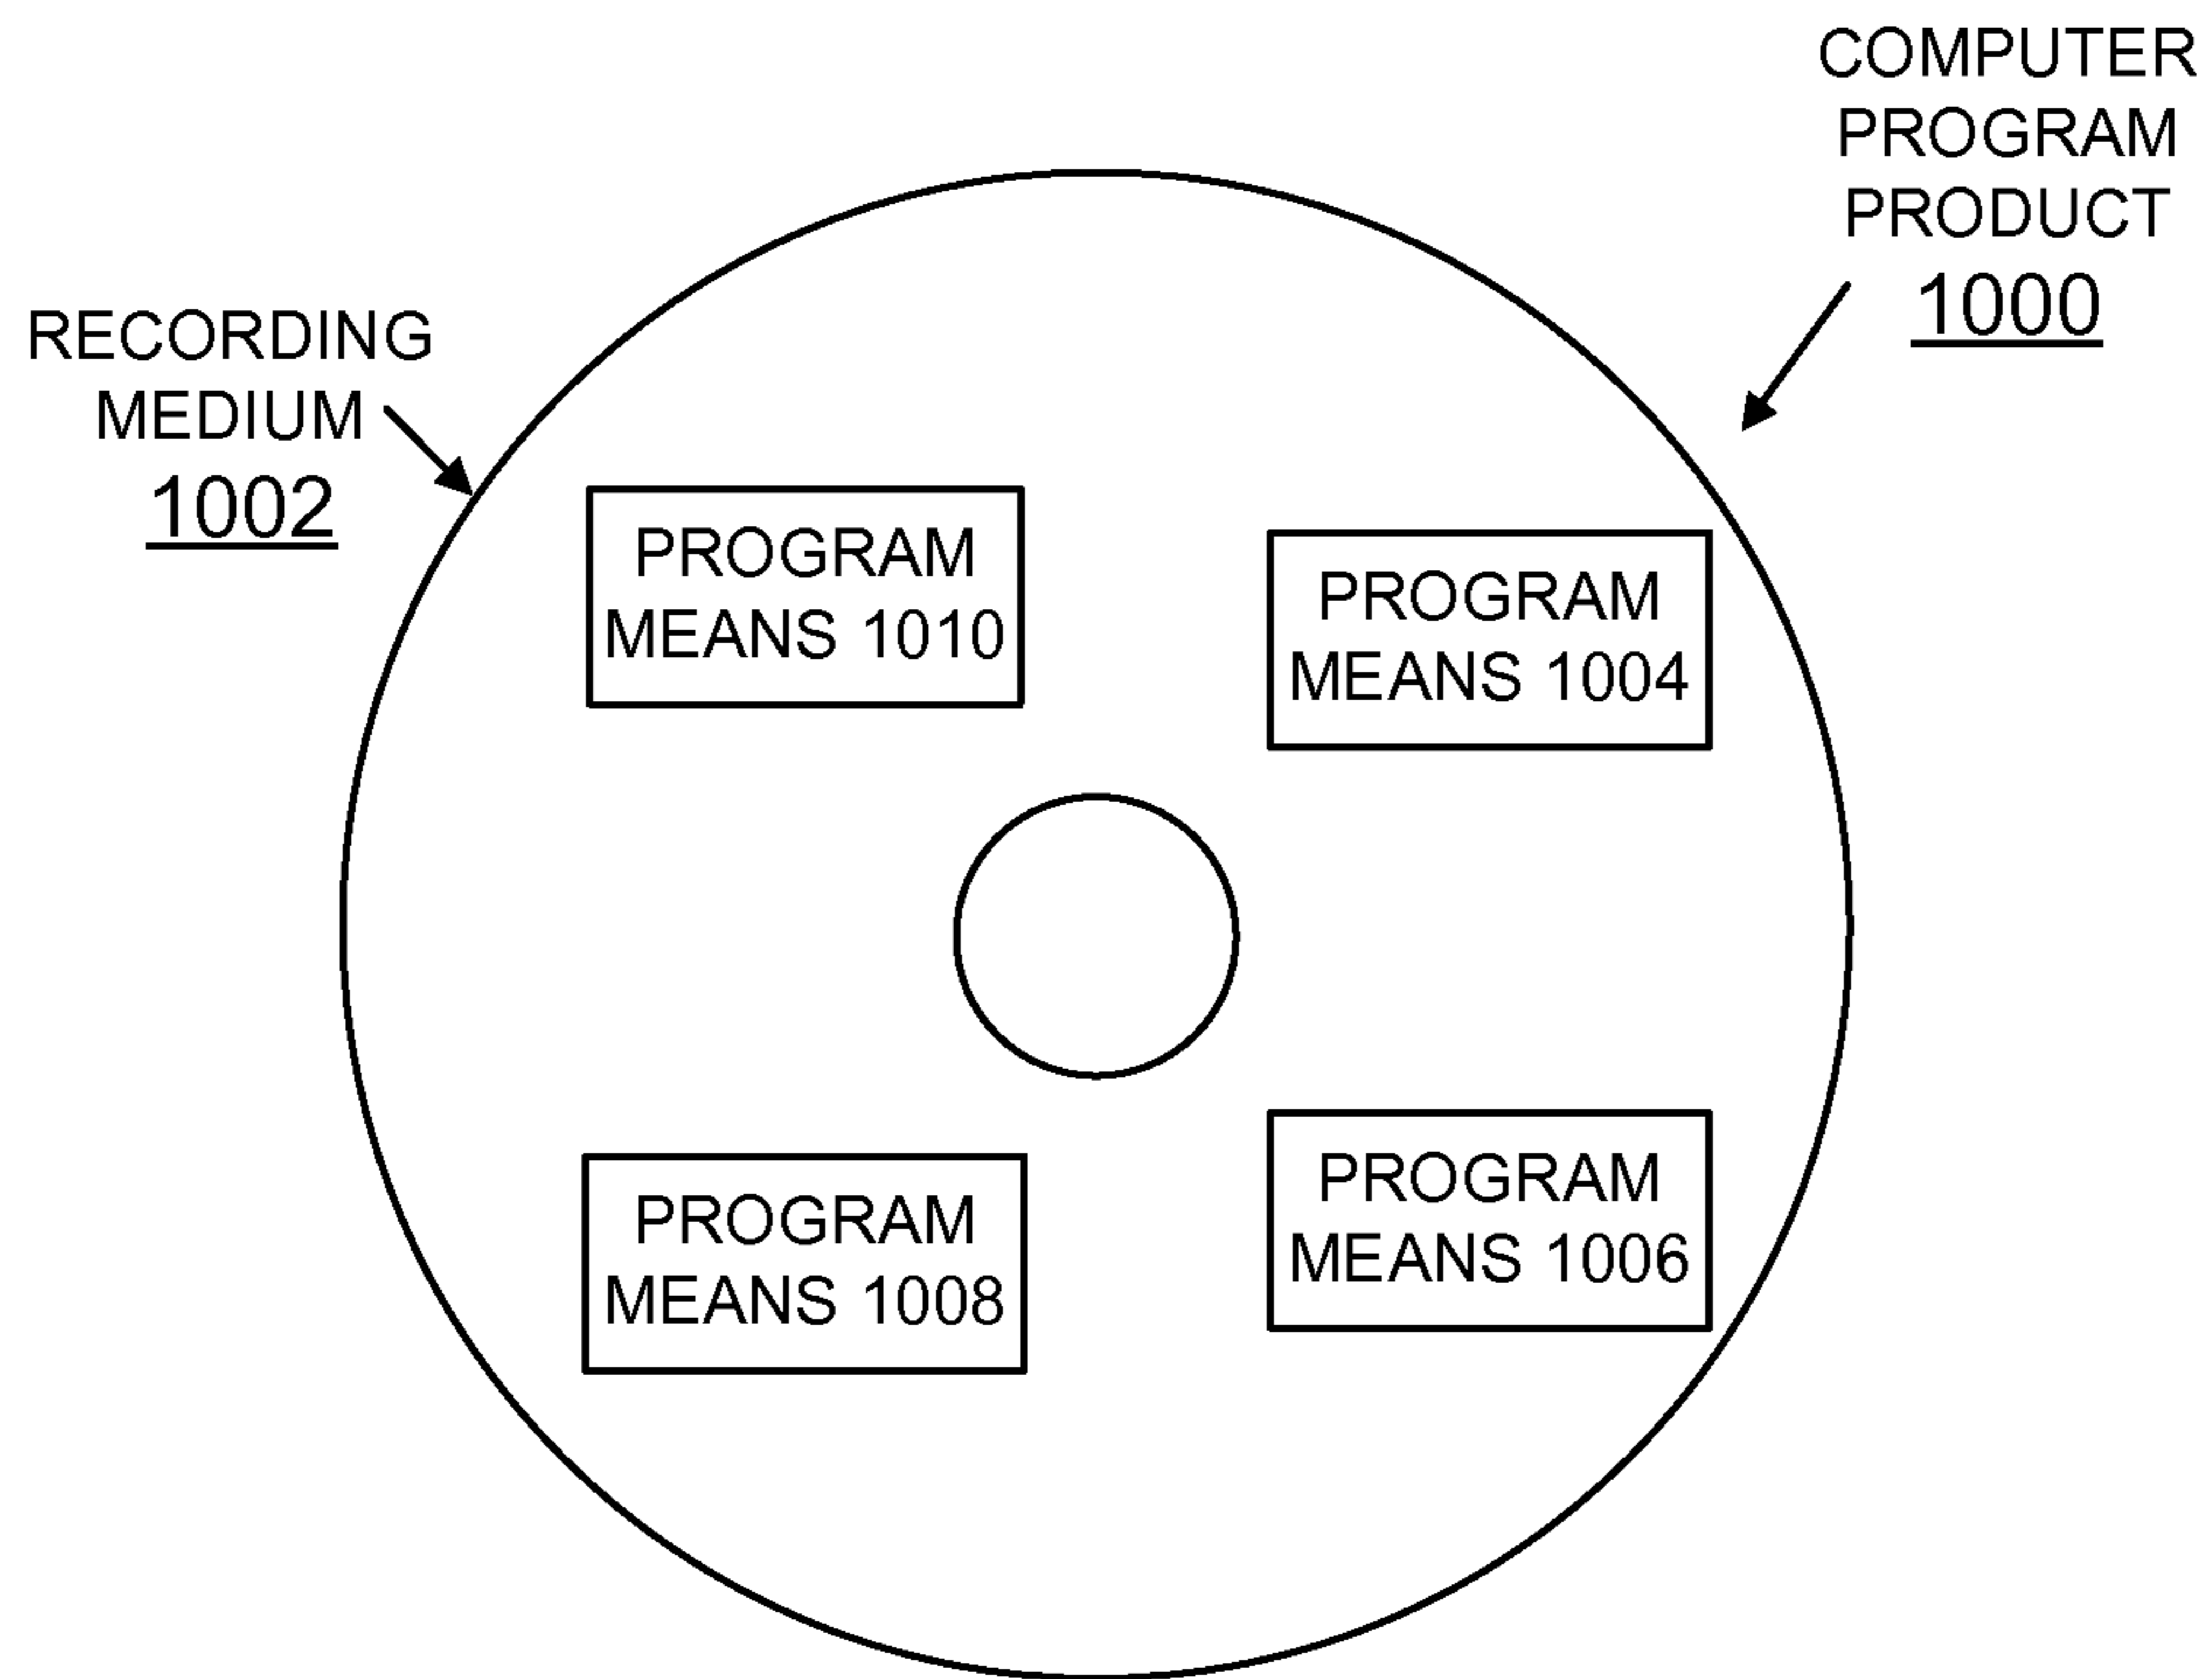 COMPUTER
PROGRAM
PRODUCT
1000
RECORDING
MEDIUM
1002
PROGRAM
MEANS 1010
PROGRAM
MEANS 1004
PROGRAM
MEANS 1008
PROGRAM
MEANS 1006